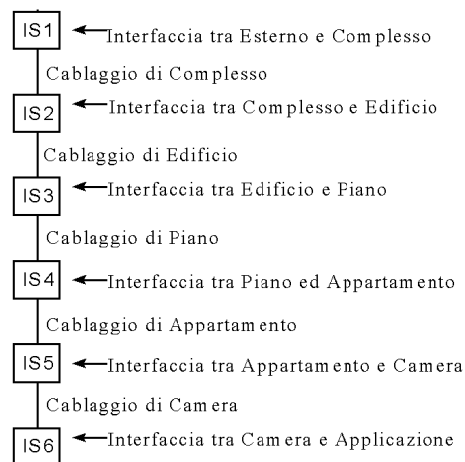 IS1 Interfaccia tra Esterno e Complesso
Cablaggio di Complesso
IS2 Interfaccia tra Complesso e Edificio
Cablaggio di Edificio
IS3 Interfaccia tra Edificio e Piano
Cablaggio di Piano
IS4 Interfaccia tra Piano ed Appartamento
Cablaggio di Appartamento
IS5 Interfaccia tra Appartamento e Camera
Cablaggio di Camera
IS6 Interfaccia tra Camera e Applicazione